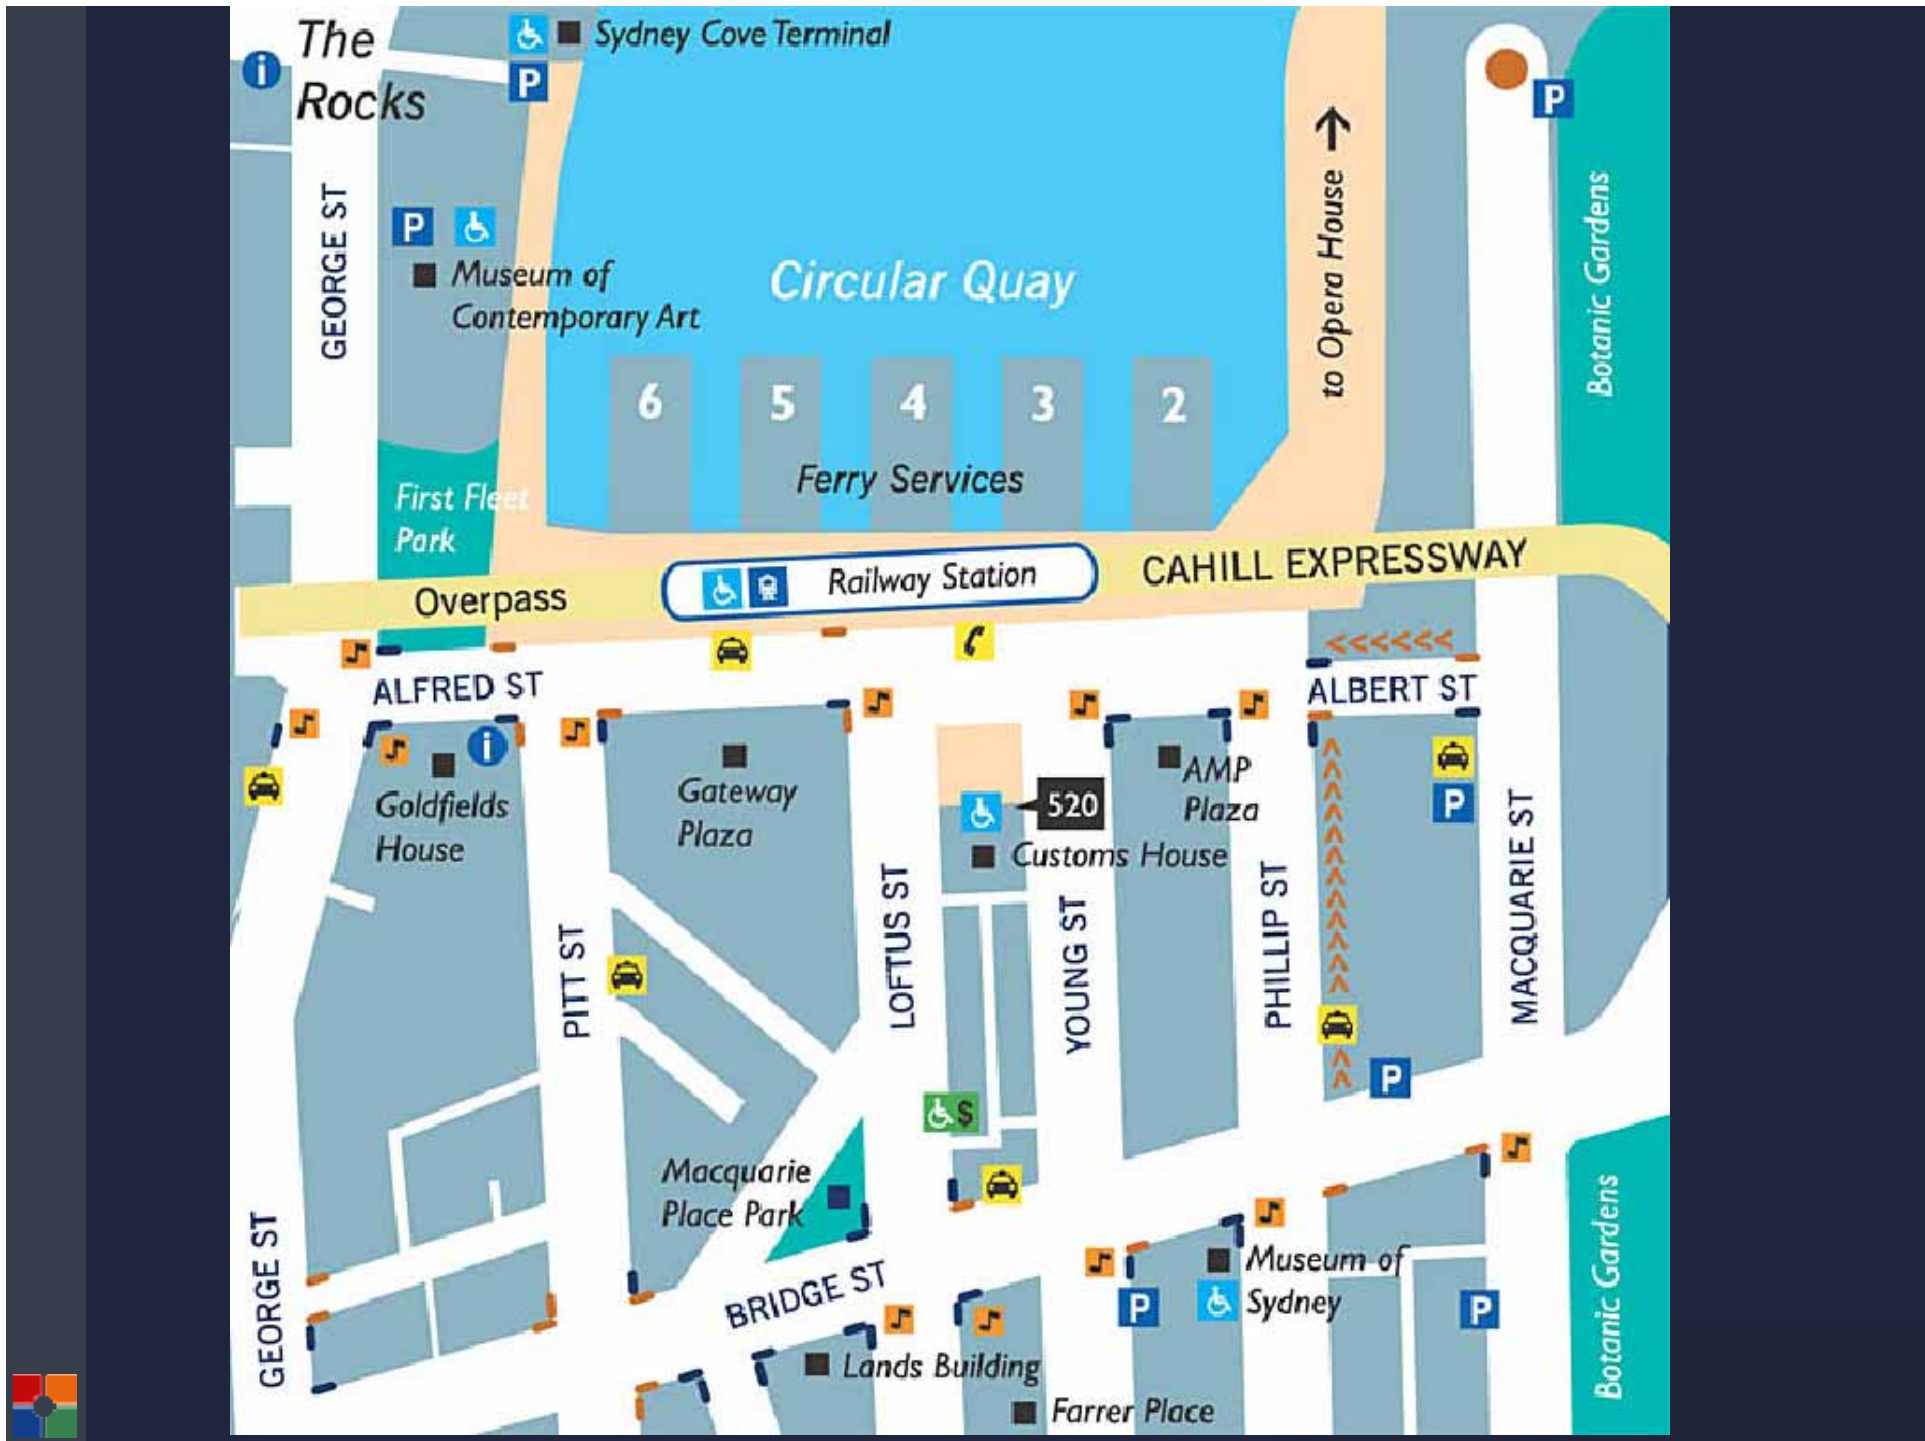 The
Rocks
Sydney Cove Terminal
P
P
GEORGE ST
P
Museum of
Contemporary Art
Circular Quay
to Opera House →
Botanic Gardens
6 5 4 3 2
Ferry Services
First Fleet
Park
Overpass
Railway Station
CAHILL EXPRESSWAY
<<<<<<
ALFRED ST
ALBERT ST
i
i
Goldfields
House
Gateway
Plaza
520
Customs House
AMP
Plaza
P
PITT ST
LOFTUS ST
YOUNG ST
PHILLIP ST
MACQUARIE ST
P
$
Macquarie
Place Park
GEORGE ST
BRIDGE ST
Museum of
Sydney
P
P
Botanic Gardens
Lands Building
Farrer Place